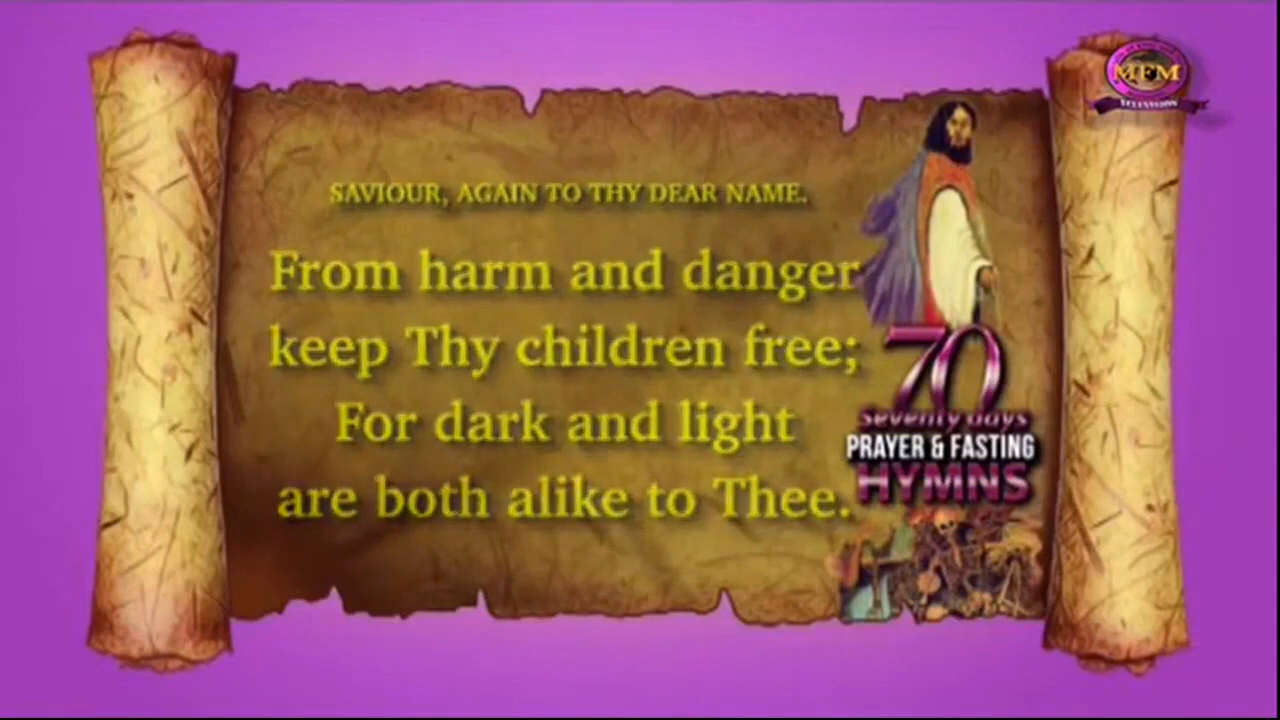 MFM
TELEVISION
SAVIOUR, AGAIN TO THY DEAR NAME.
From harm and danger
keep Thy children free;
For dark and light
are both alike to Thee.
70
Seventy days
PRAYER & FASTING
HYMNS